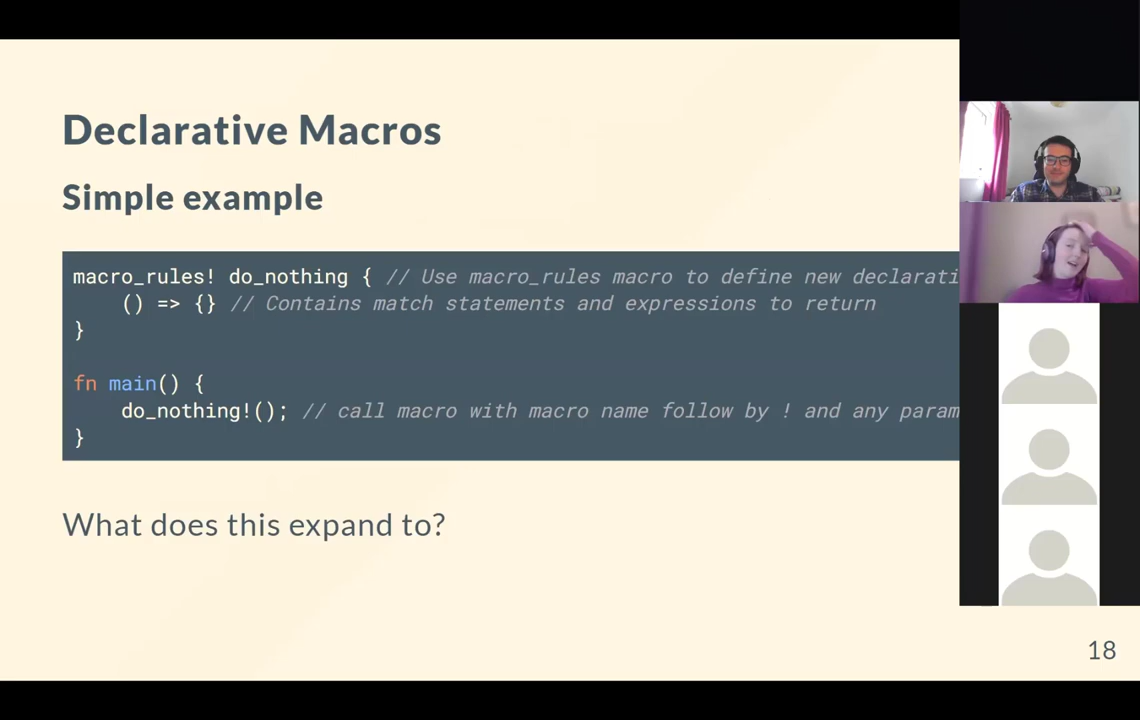 Declarative Macros
Simple example
macro_rules! do_nothing { // Use macro_rules macro to define new declarati
    () => {} // Contains match statements and expressions to return
}
fn main() {
    do_nothing!(); // call macro with macro name follow by ! and any param
}
What does this expand to?
18